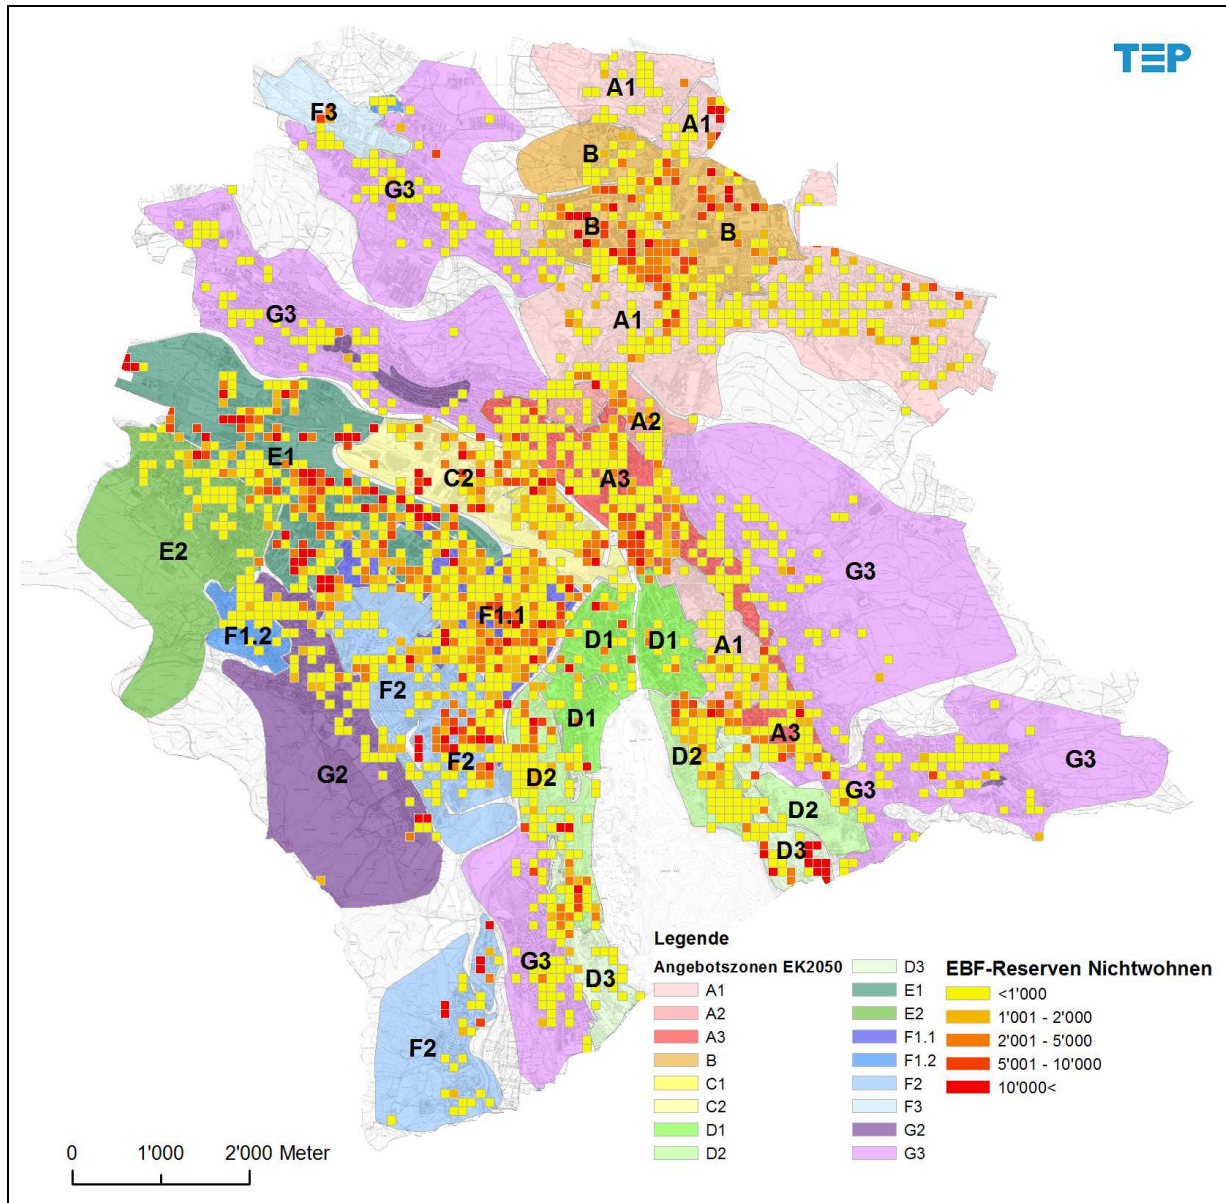 TEP
F3
A1
A1
B
G3
B
B
G3
A1
A2
E1
C2
A3
E2
G3
F1.1
F1.2
D1
D1
A1
F2
D1
A3
G2
F2
D2
D2
G3
G3
D2
D3
G3
D3
F2
Legende
Angebotszonen EK2050
A1
A2
A3
B
C1
C2
D1
D2
D3
E1
E2
F1.1
F1.2
F2
F3
G2
G3
EBF-Reserven Nichtwohnen
<1'000
1'001 - 2'000
2'001 - 5'000
5'001 - 10'000
10'000<
0 1'000 2'000 Meter